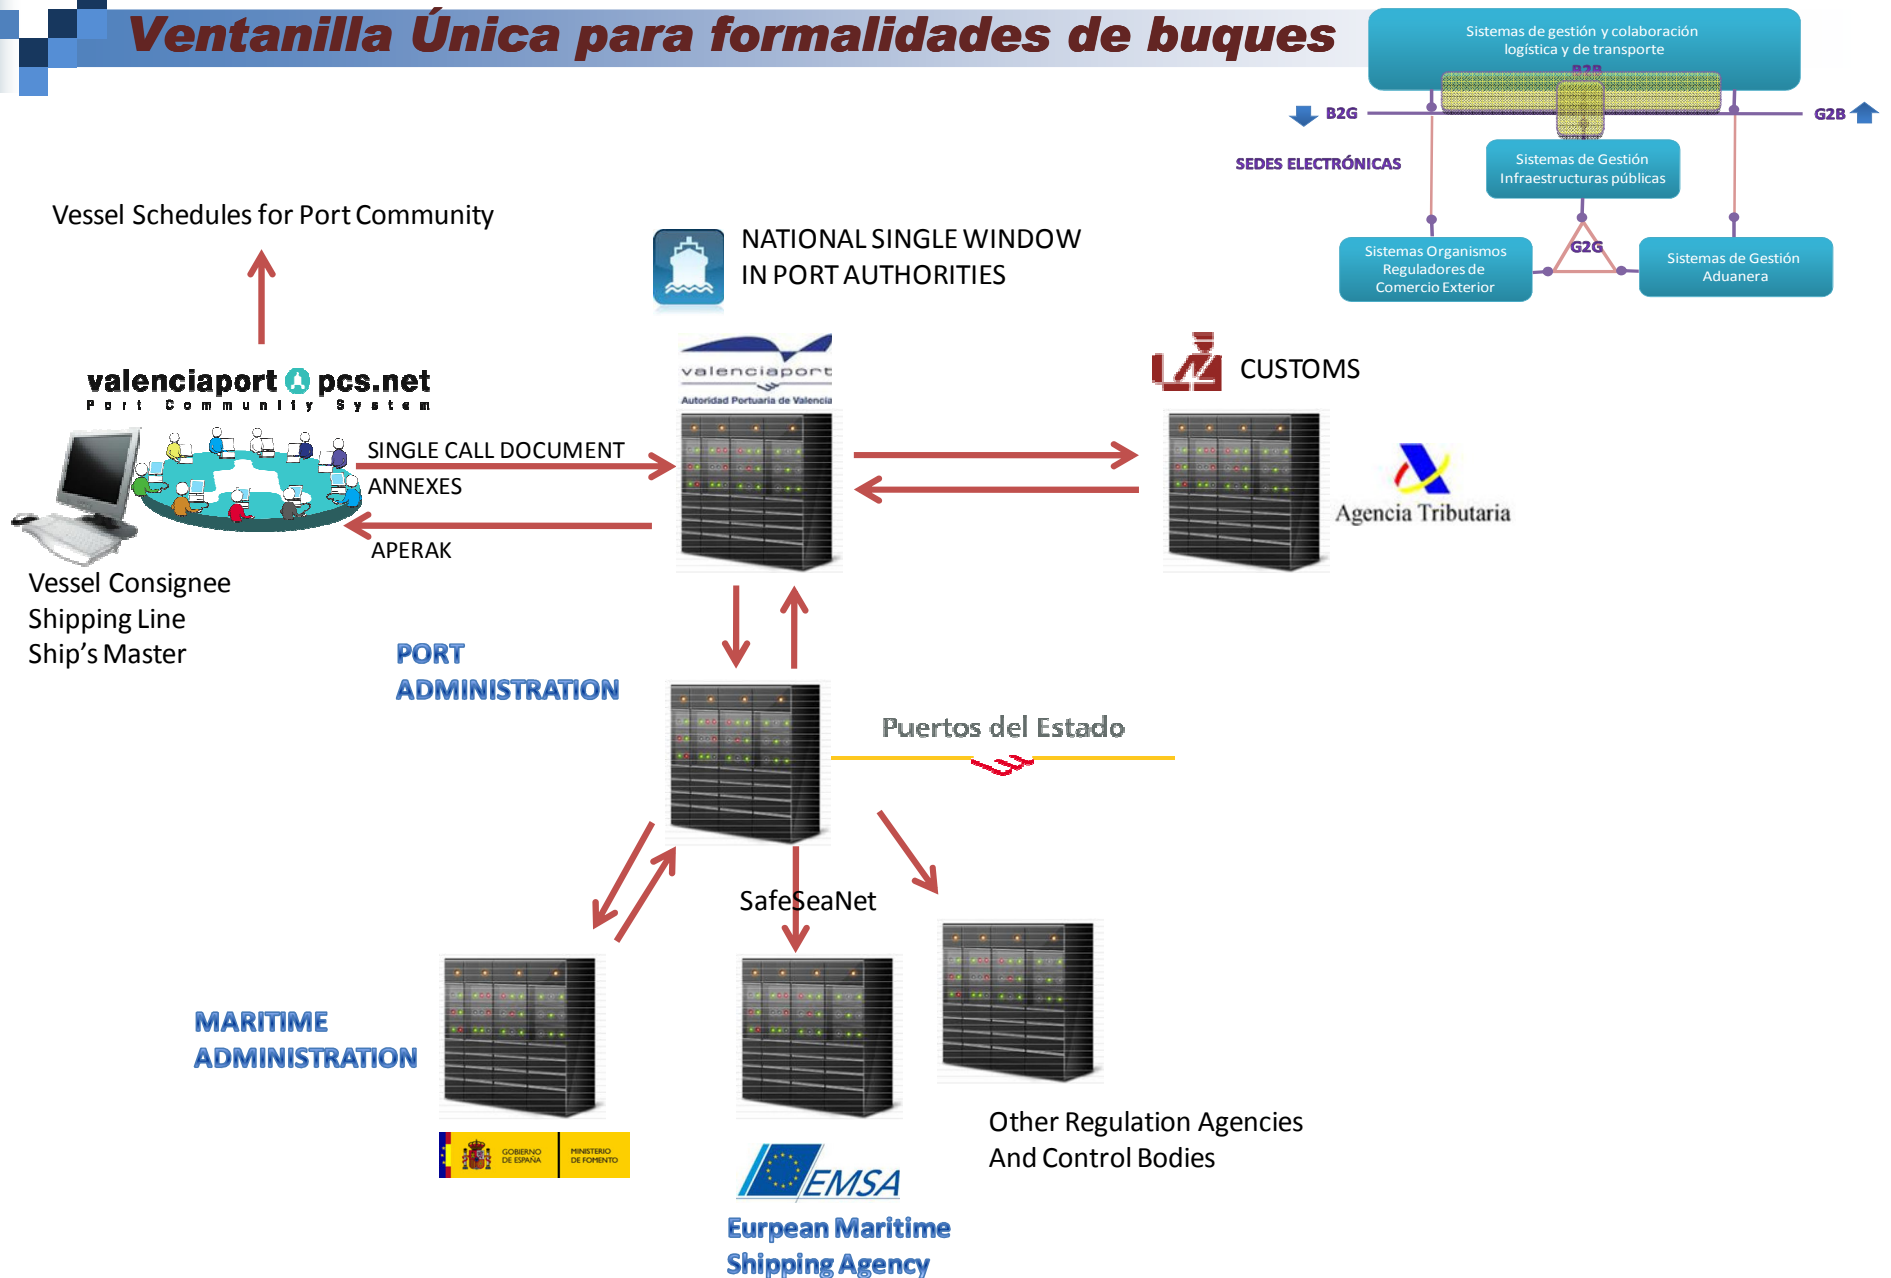 Ventanilla Única para formalidades de buques
Sistemas de gestión y colaboración
logística y de transporte
B2B
B2G
G2B
SEDES ELECTRÓNICAS
Sistemas de Gestión
Infraestructuras públicas
G2G
Sistemas Organismos
Reguladores de
Comercio Exterior
Sistemas de Gestión
Aduanera
Vessel Schedules for Port Community
NATIONAL SINGLE WINDOW
IN PORT AUTHORITIES
valenciaport pcs.net
Port Community System
valenciaport
Autoridad Portuaria de Valencia
CUSTOMS
SINGLE CALL DOCUMENT
ANNEXES
APERAK
Agencia Tributaria
Vessel Consignee
Shipping Line
Ship's Master
PORT
ADMINISTRATION
Puertos del Estado
SafeSeaNet
MARITIME
ADMINISTRATION
GOBIERNO
DE ESPAÑA
MINISTERIO
DE FOMENTO
EMSA
Eurpean Maritime
Shipping Agency
Other Regulation Agencies
And Control Bodies